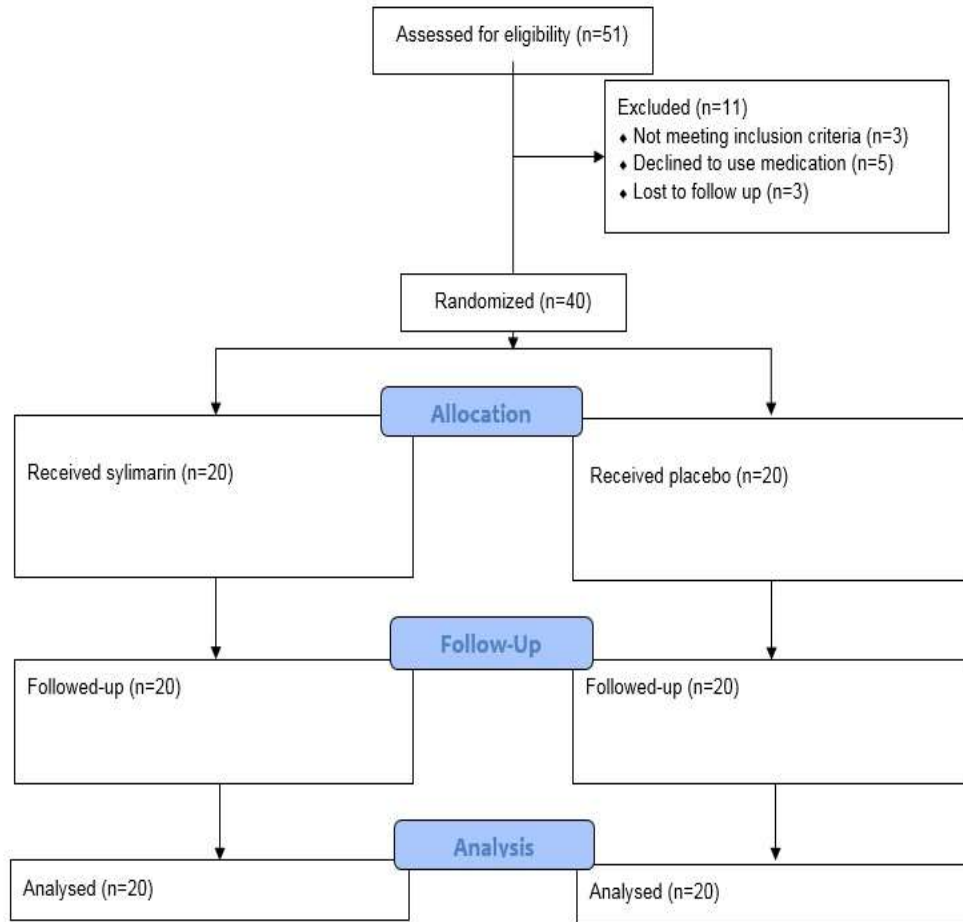 Assessed for eligibility (n=51)
Excluded (n=11)
♦ Not meeting inclusion criteria (n=3)
♦ Declined to use medication (n=5)
♦ Lost to follow up (n=3)
Randomized (n=40)
Allocation
Received sylimarin (n=20)
Received placebo (n=20)
Follow-Up
Followed-up (n=20)
Followed-up (n=20)
Analysis
Analysed (n=20)
Analysed (n=20)